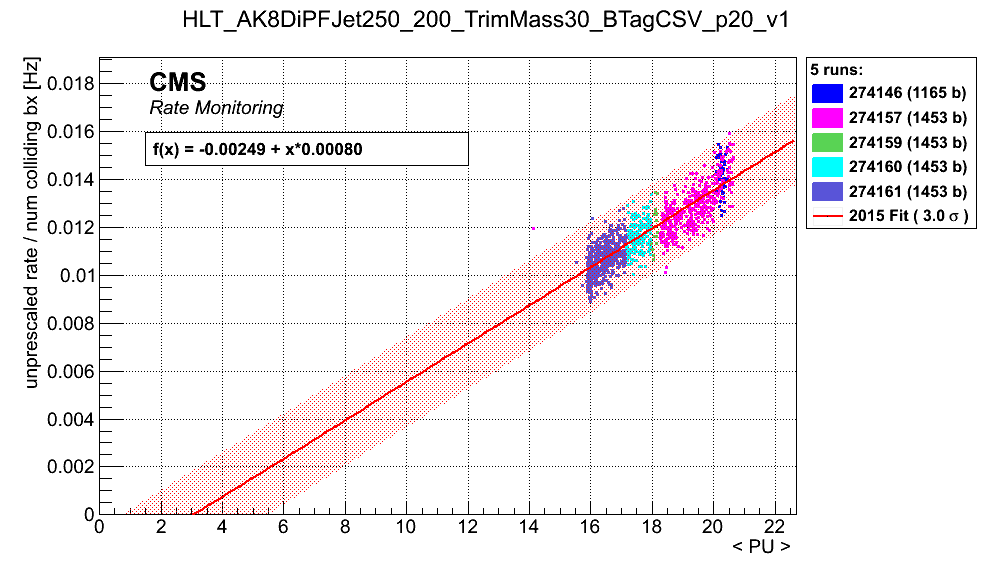 HLT_AK8DiPFJet250_200_TrimMass30_BTagCSV_p20_v1
unprescaled rate / num colliding bx [Hz]
CMS
Rate Monitoring
f(x) = -0.00249 + x*0.00080
0.018
0.016
0.014
0.012
0.01
0.008
0.006
0.004
0.002
0
0 2 4 6 8 10 12 14 16 18 20 22
< PU >
5 runs:
274146 (1165 b)
274157 (1453 b)
274159 (1453 b)
274160 (1453 b)
274161 (1453 b)
2015 Fit ( 3.0 σ )